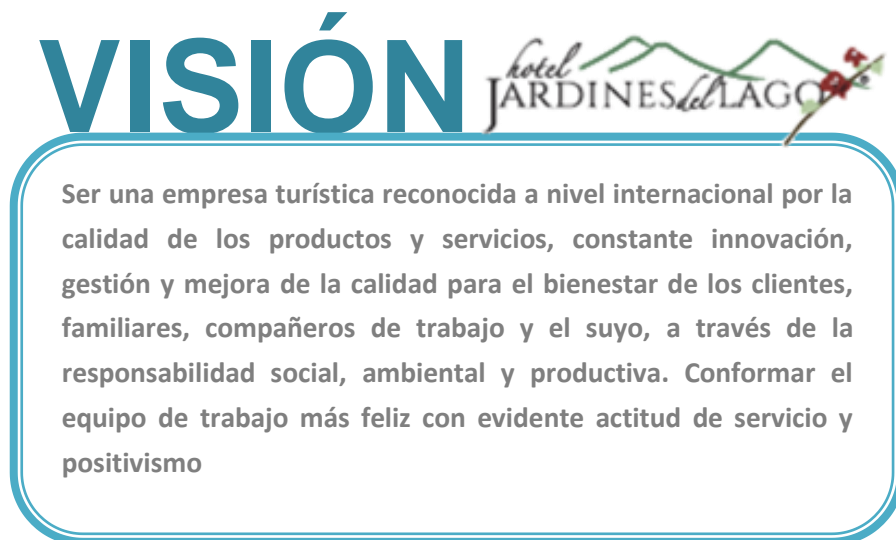 VISIÓN
hotel
JARDINES del LAGO
Ser una empresa turística reconocida a nivel internacional por la
calidad de los productos y servicios, constante innovación,
gestión y mejora de la calidad para el bienestar de los clientes,
familiares, compañeros de trabajo y el suyo, a través de la
responsabilidad social, ambiental y productiva. Conformar el
equipo de trabajo más feliz con evidente actitud de servicio y
positivismo